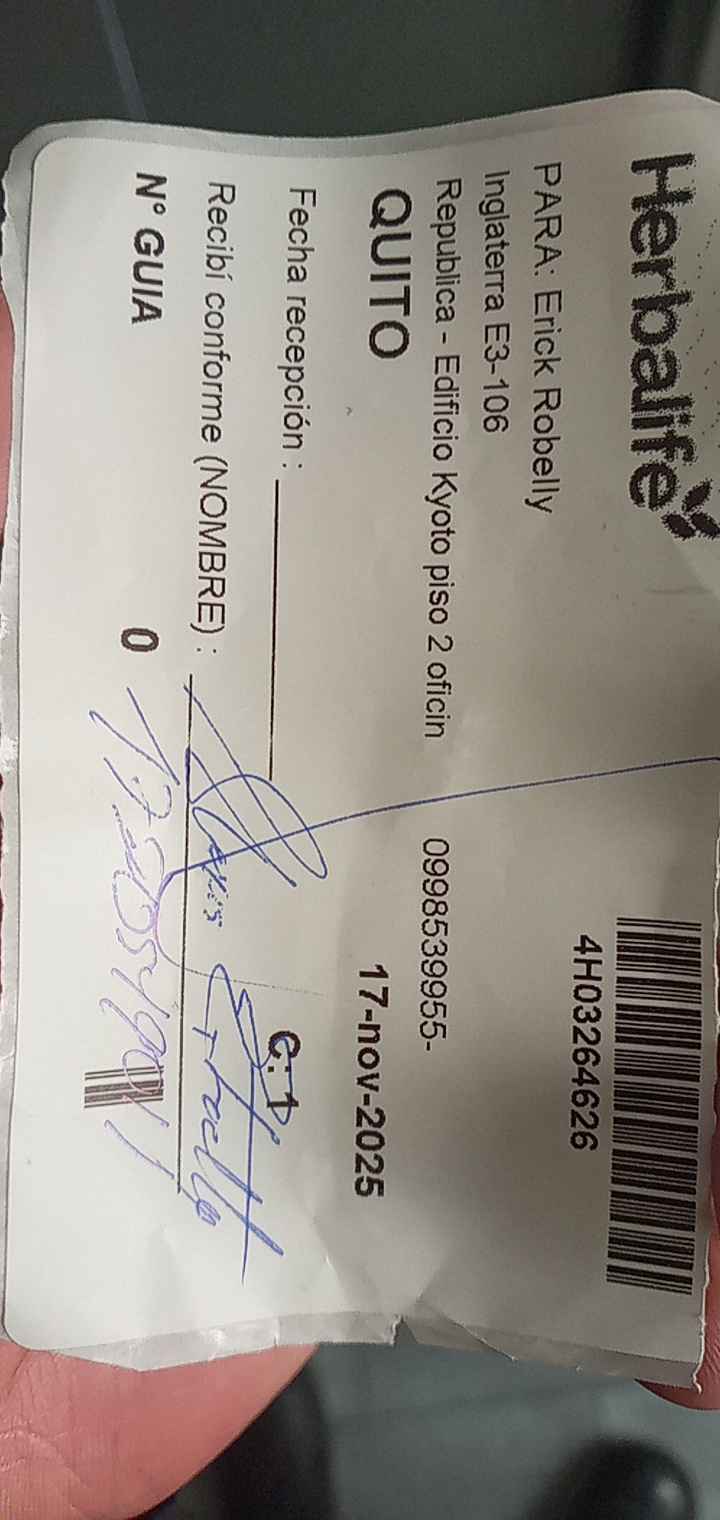 Herbalife
4H03264626
PARA: Erick Robelly
Inglaterra E3-106
Republica - Edificio Kyoto piso 2 oficin 0998539955-
QUITO 17-nov-2025
Fecha recepción :
C: 1
Recibí conforme (NOMBRE) :
N° GUIA 0